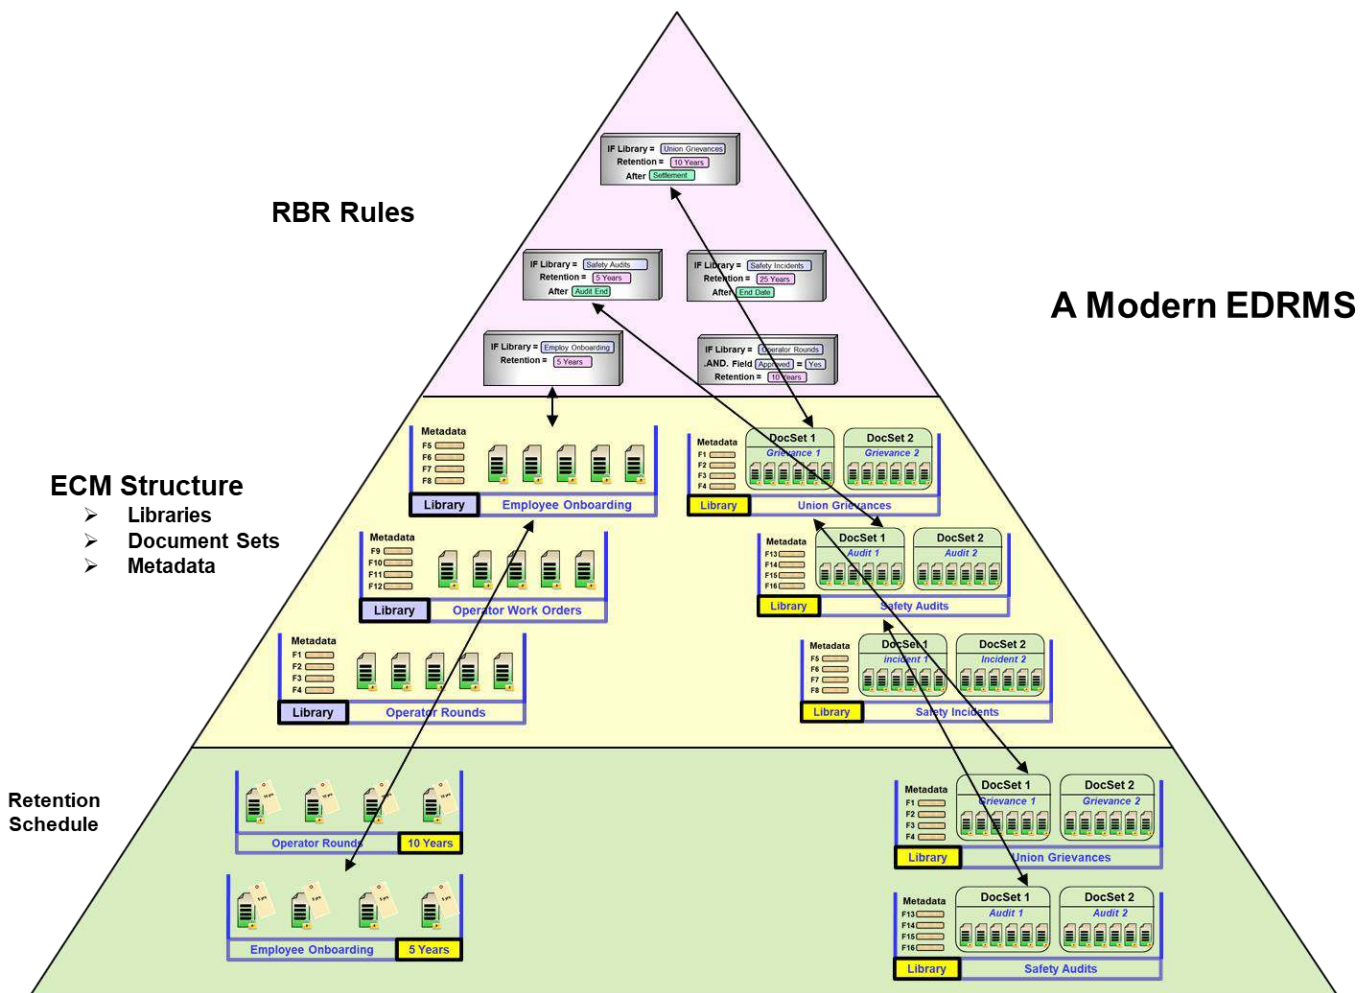 IF Library = Union Grievances
Retention = 10 Years
After Settlement
RBR Rules
IF Library = Safety Audits
Retention = 5 Years
After Audit End
IF Library = Safety Incidents
Retention = 25 Years
After End Date
A Modern EDRMS
IF Library = Employ Onboarding
Retention = 5 Years
IF Library = Operator Rounds
.AND. Field Approved = Yes
Retention = 10 Years
ECM Structure
➢ Libraries
➢ Document Sets
➢ Metadata
Metadata
F5
F6
F7
F8
Library Employee Onboarding
Metadata
F1
F2
F3
F4
DocSet 1
Grievance 1
DocSet 2
Grievance 2
Library Union Grievances
Metadata
F9
F10
F11
F12
Library Operator Work Orders
Metadata
F13
F14
F15
F16
DocSet 1
Audit 1
DocSet 2
Audit 2
Library Safety Audits
Metadata
F1
F2
F3
F4
Library Operator Rounds
Metadata
F5
F6
F7
F8
DocSet 1
incident 1
DocSet 2
Incident 2
Library Safety Incidents
Retention
Schedule
Operator Rounds 10 Years
Employee Onboarding 5 Years
Metadata
F1
F2
F3
F4
DocSet 1
Grievance 1
DocSet 2
Grievance 2
Library Union Grievances
Metadata
F13
F14
F15
F16
DocSet 1
Audit 1
DocSet 2
Audit 2
Library Safety Audits